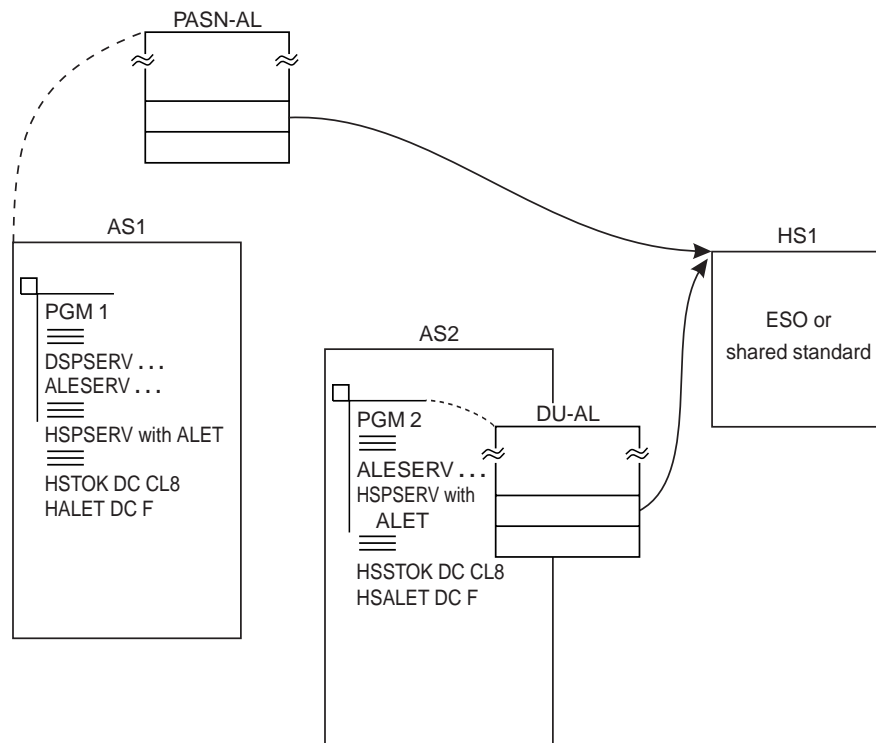 PASN-AL
AS1
PGM 1
DSPSERV . . .
ALESERV . . .
HSPSERV with ALET
HSTOK DC CL8
HALET DC F
AS2
PGM 2
ALESERV . . .
HSPSERV with
ALET
HSSTOK DC CL8
HSALET DC F
DU-AL
HS1
ESO or
shared standard